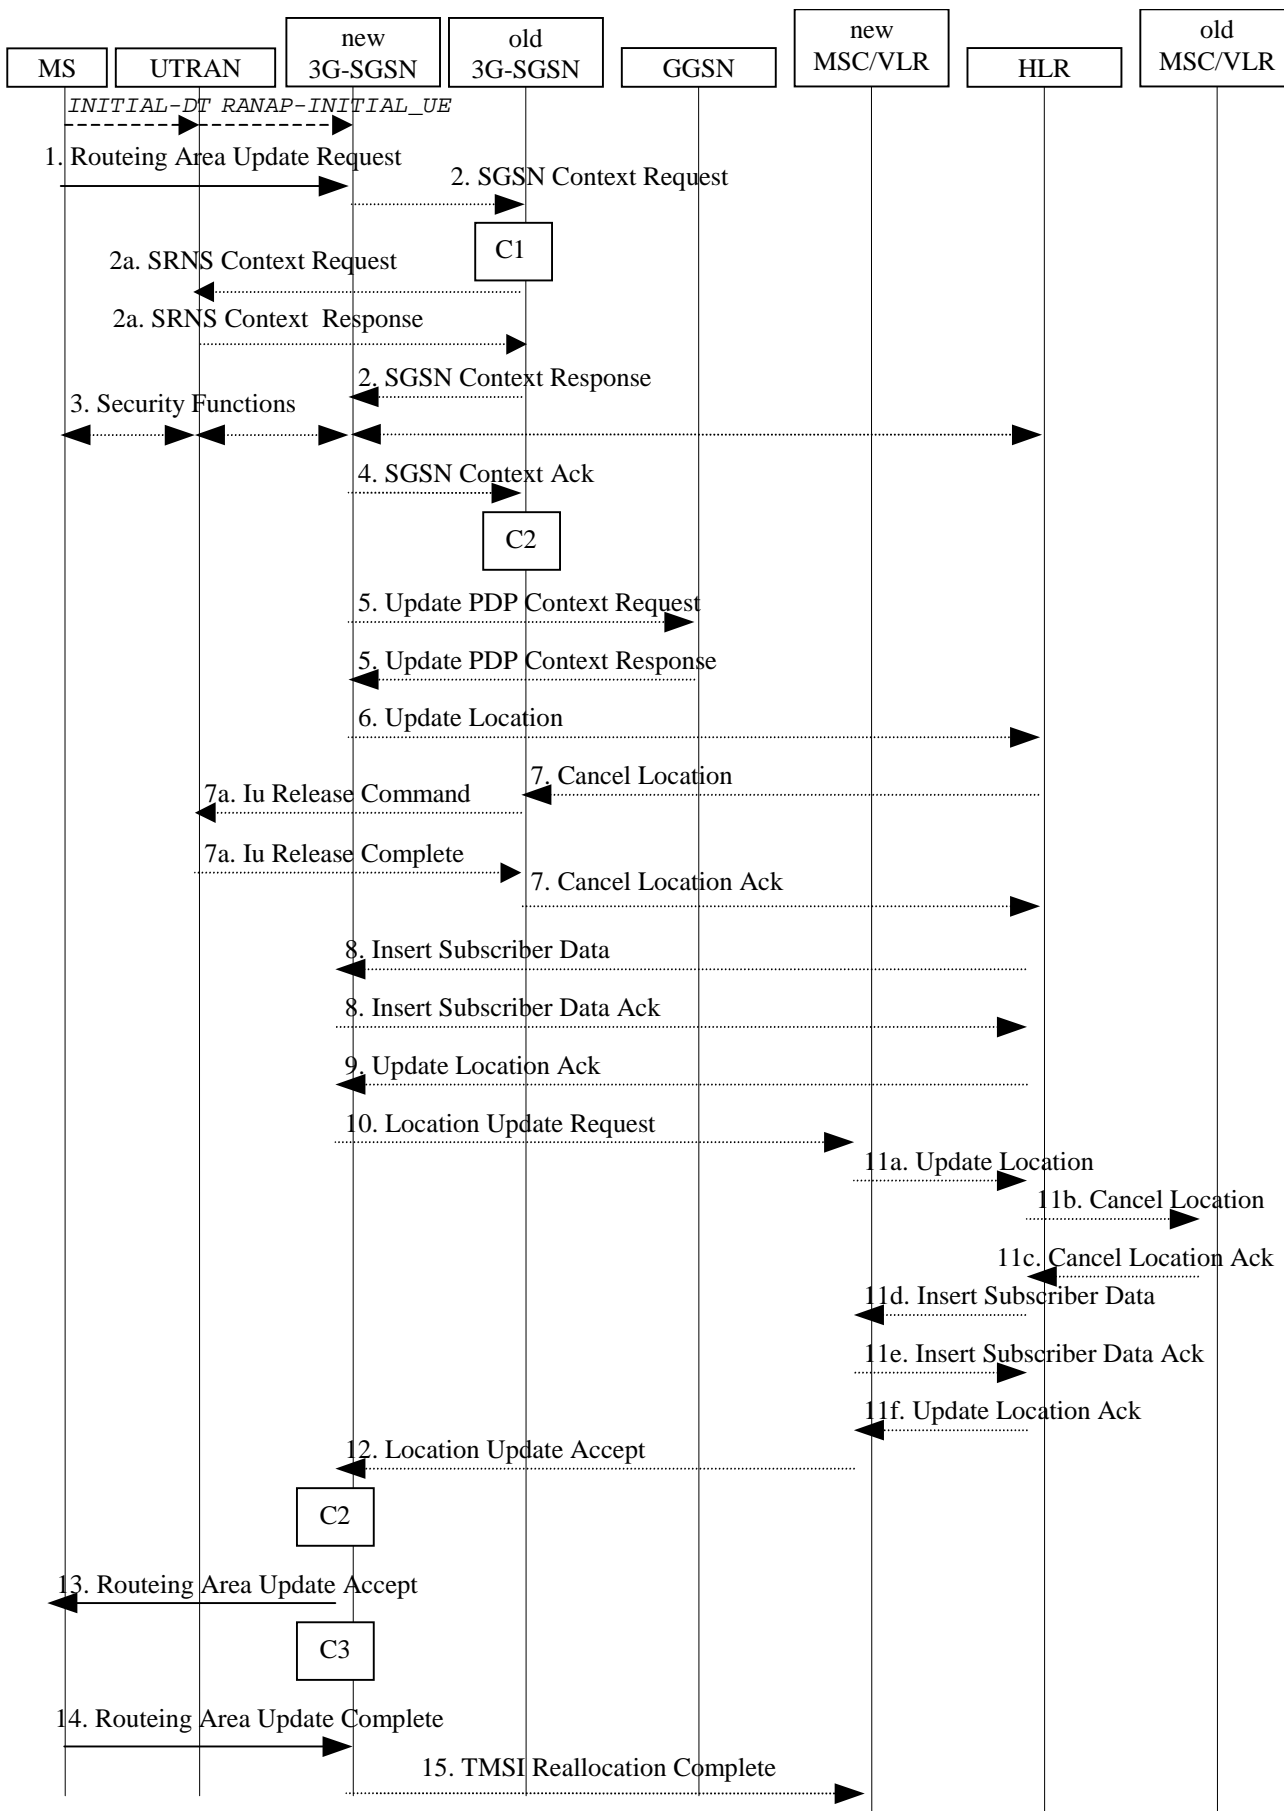 new
old
new
old
MS
UTRAN
3G-SGSN
3G-SGSN
GGSN
MSC/VLR
HLR
MSC/VLR
INITIAL-DT RANAP-INITIAL_UE
1. Routeing Area Update Request
2. SGSN Context Request
C1
2a. SRNS Context Request
2a. SRNS Context Response
2. SGSN Context Response
3. Security Functions
4. SGSN Context Ack
C2
5. Update PDP Context Request
5. Update PDP Context Response
6. Update Location
7. Cancel Location
7a. Iu Release Command
7a. Iu Release Complete
7. Cancel Location Ack
8. Insert Subscriber Data
8. Insert Subscriber Data Ack
9. Update Location Ack
10. Location Update Request
11a. Update Location
11b. Cancel Location
11c. Cancel Location Ack
11d. Insert Subscriber Data
11e. Insert Subscriber Data Ack
11f. Update Location Ack
12. Location Update Accept
C2
13. Routeing Area Update Accept
C3
14. Routeing Area Update Complete
15. TMSI Reallocation Complete